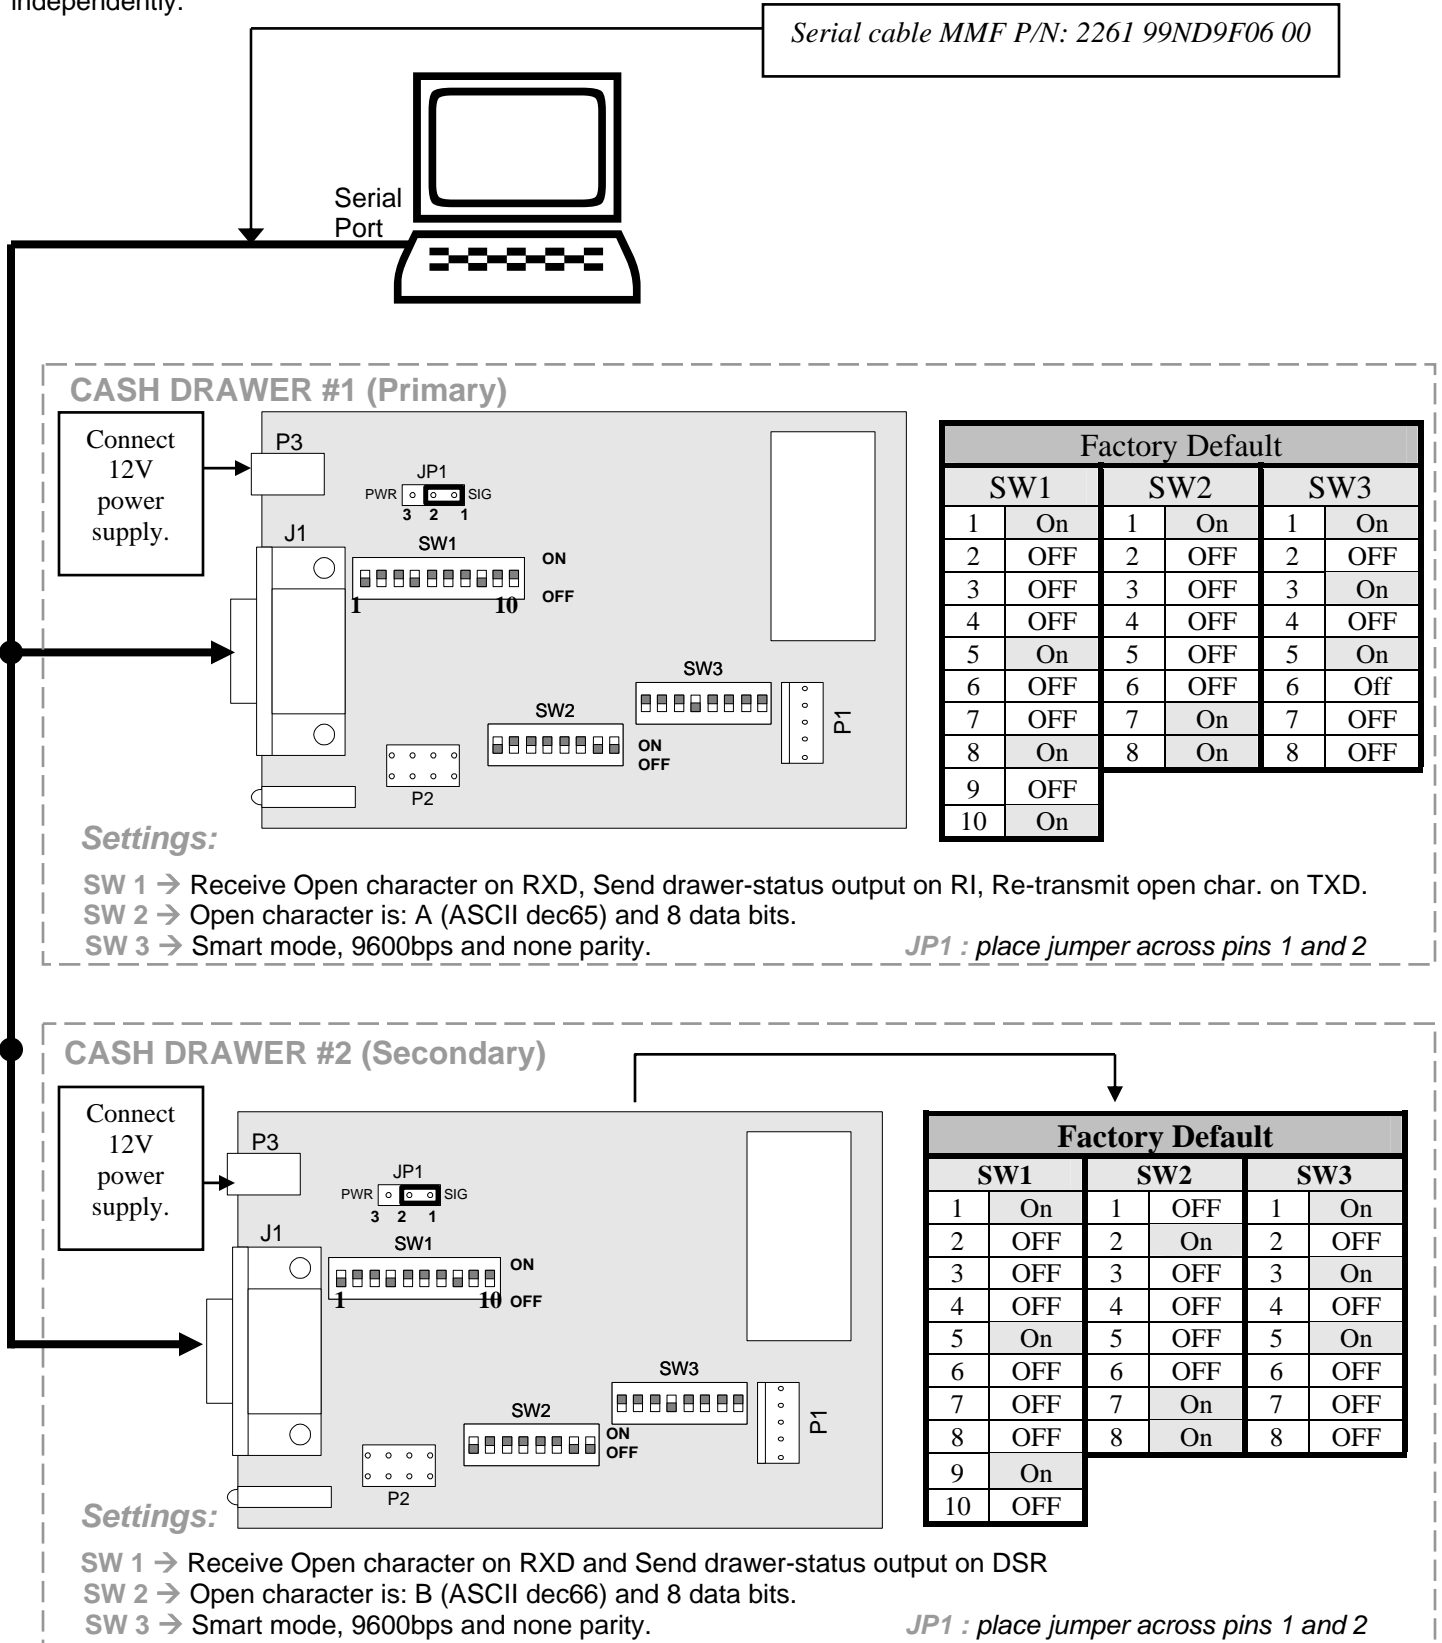 independently.
Serial cable MMF P/N: 2261 99ND9F06 00
Serial
Port
CASH DRAWER #1 (Primary)
Connect
12V
power
supply.
P3
JP1
PWR SIG
3 2 1
J1
SW1
ON
OFF
1 10
SW3
SW2
ON
OFF
P1
P2
Factory Default
SW1 SW2 SW3
1 On 1 On 1 On
2 OFF 2 OFF 2 OFF
3 OFF 3 OFF 3 On
4 OFF 4 OFF 4 OFF
5 On 5 OFF 5 On
6 OFF 6 OFF 6 Off
7 OFF 7 On 7 OFF
8 On 8 On 8 OFF
9 OFF
10 On
Settings:
SW 1 → Receive Open character on RXD, Send drawer-status output on RI, Re-transmit open char. on TXD.
SW 2 → Open character is: A (ASCII dec65) and 8 data bits.
SW 3 → Smart mode, 9600bps and none parity. JP1 : place jumper across pins 1 and 2
CASH DRAWER #2 (Secondary)
Connect
12V
power
supply.
P3
JP1
PWR SIG
3 2 1
J1
SW1
ON
1 10 OFF
SW3
SW2
ON
OFF
P1
P2
Factory Default
SW1 SW2 SW3
1 On 1 OFF 1 On
2 OFF 2 On 2 OFF
3 OFF 3 OFF 3 On
4 OFF 4 OFF 4 OFF
5 On 5 OFF 5 On
6 OFF 6 OFF 6 OFF
7 OFF 7 On 7 OFF
8 OFF 8 On 8 OFF
9 On
10 OFF
Settings:
SW 1 → Receive Open character on RXD and Send drawer-status output on DSR
SW 2 → Open character is: B (ASCII dec66) and 8 data bits.
SW 3 → Smart mode, 9600bps and none parity. JP1 : place jumper across pins 1 and 2